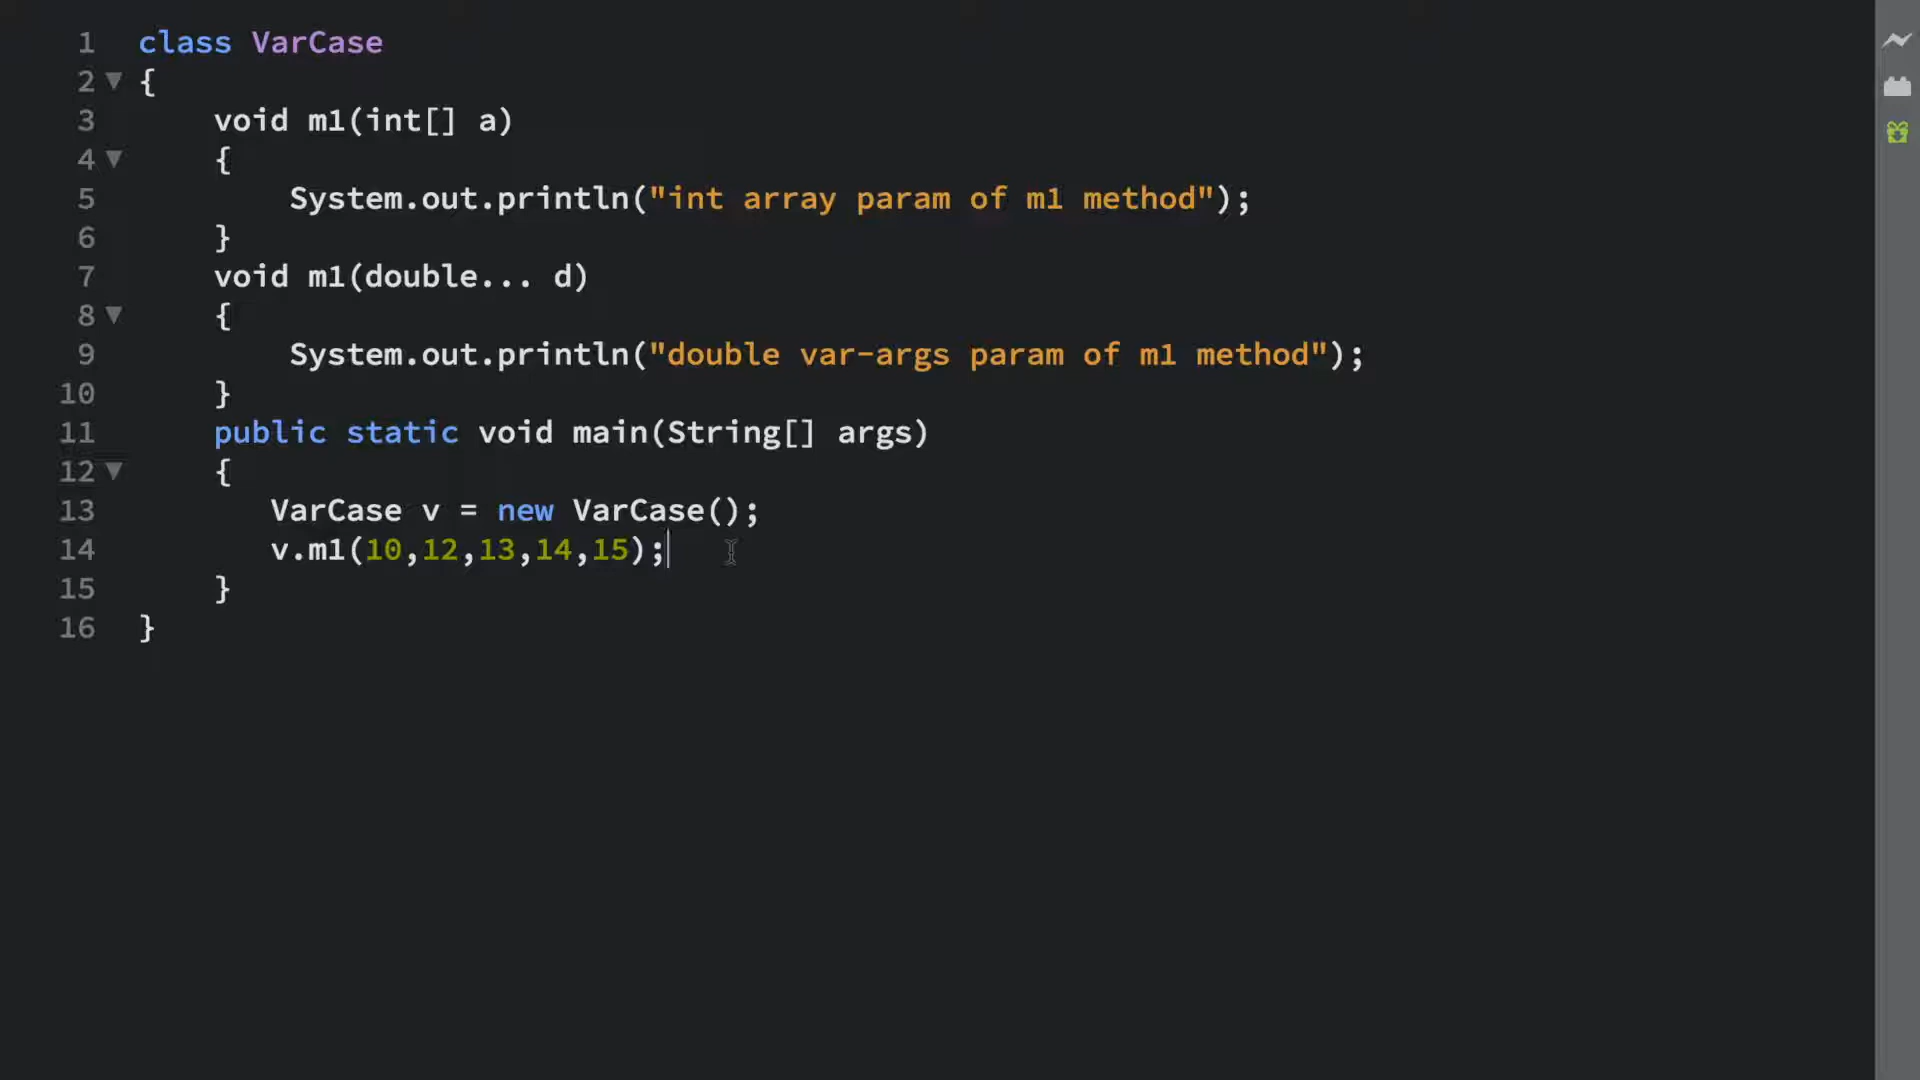 1 class VarCase
2 {
3 void m1(int[] a)
4 {
5 System.out.println("int array param of m1 method");
6 }
7 void m1(double... d)
8 {
9 System.out.println("double var-args param of m1 method");
10 }
11 public static void main(String[] args)
12 {
13 VarCase v = new VarCase();
14 v.m1(10,12,13,14,15);
15 }
16 }